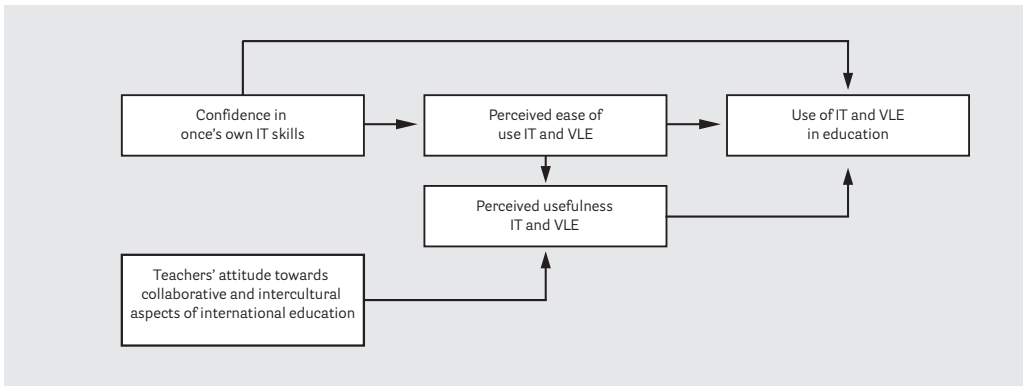 Confidence in
once's own IT skills
Perceived ease of
use IT and VLE
Use of IT and VLE
in education
Perceived usefulness
IT and VLE
Teachers' attitude towards
collaborative and intercultural
aspects of international education